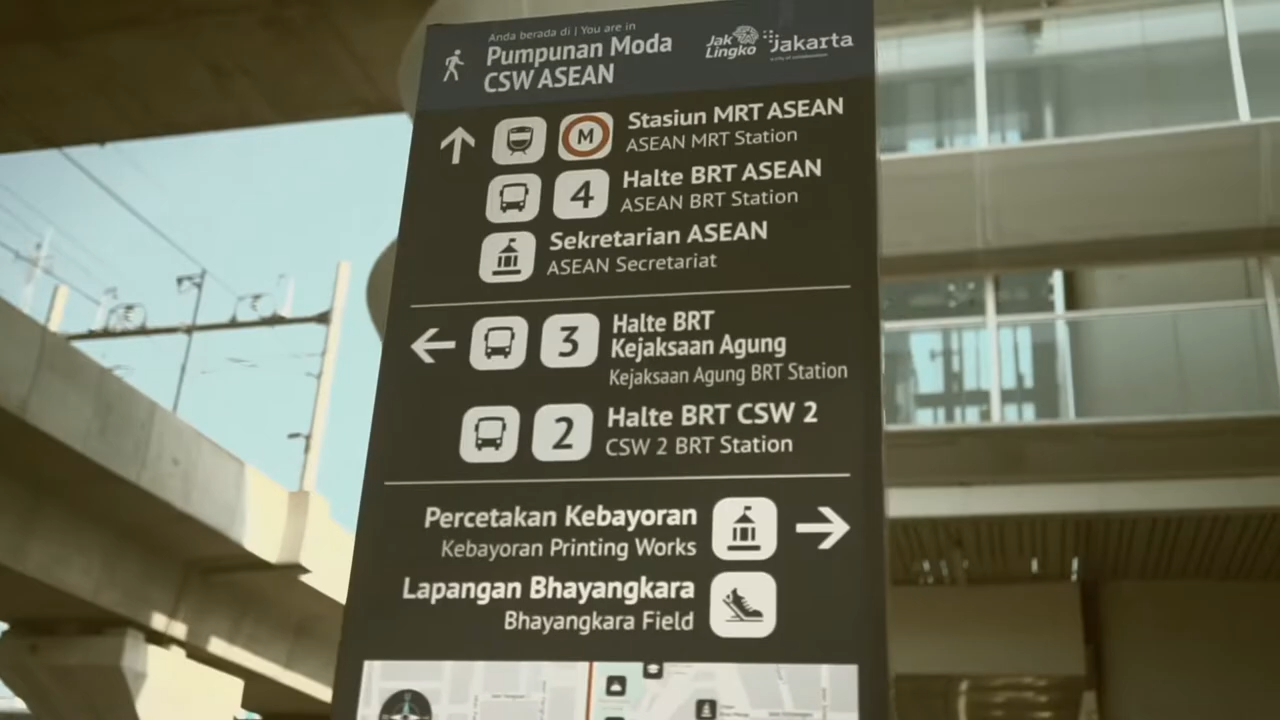 Anda berada di | You are in
Pumpunan Moda
CSW ASEAN
Jak
Lingko
Jakarta
M
Stasiun MRT ASEAN
ASEAN MRT Station
4
Halte BRT ASEAN
ASEAN BRT Station
Sekretarian ASEAN
ASEAN Secretariat
3
Halte BRT
Kejaksaan Agung
Kejaksaan Agung BRT Station
2
Halte BRT CSW 2
CSW 2 BRT Station
Percetakan Kebayoran
Kebayoran Printing Works
Lapangan Bhayangkara
Bhayangkara Field